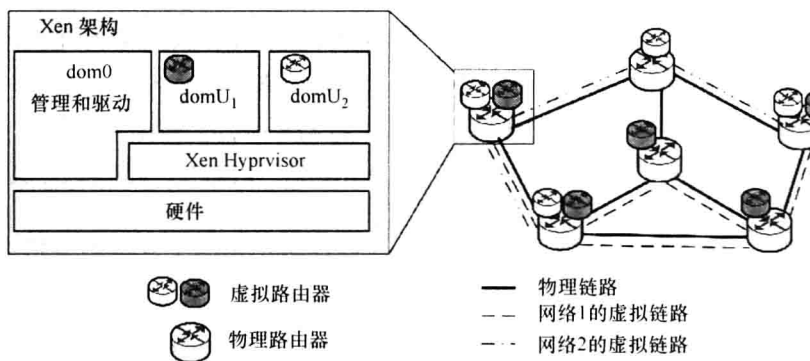 Xen 架构
dom0
管理和驱动
domU1
domU2
Xen Hyprvisor
硬件
虚拟路由器
物理路由器
物理链路
网络1的虚拟链路
网络2的虚拟链路